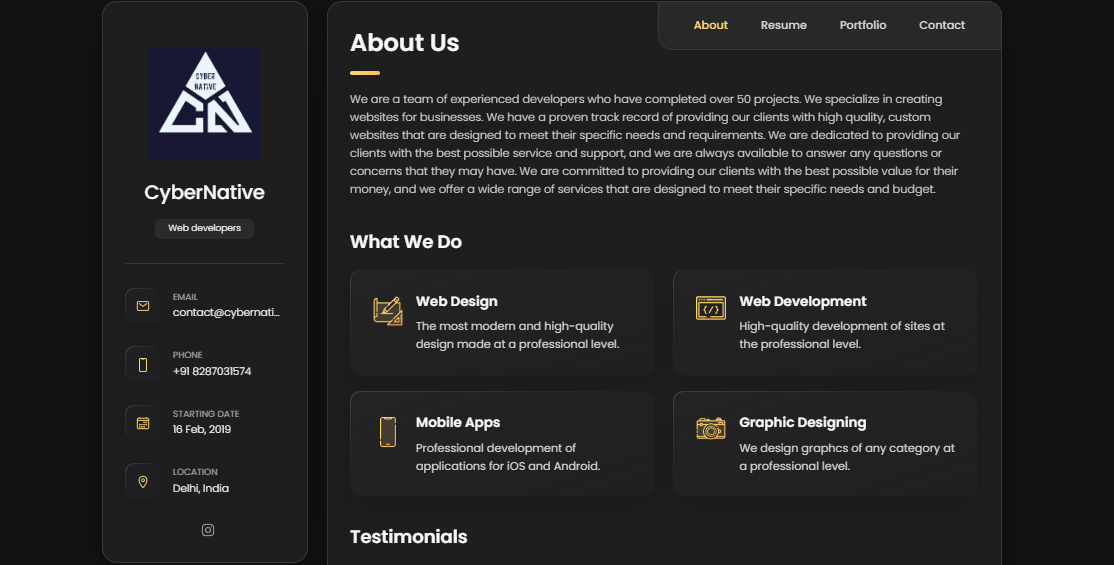 CYBER
NATIVE
CN
CyberNative
Web developers
EMAIL
contact@cybernati...
PHONE
+91 8287031574
STARTING DATE
16 Feb, 2019
LOCATION
Delhi, India
About
Resume
Portfolio
Contact
About Us
We are a team of experienced developers who have completed over 50 projects. We specialize in creating
websites for businesses. We have a proven track record of providing our clients with high quality, custom
websites that are designed to meet their specific needs and requirements. We are dedicated to providing our
clients with the best possible service and support, and we are always available to answer any questions or
concerns that they may have. We are committed to providing our clients with the best possible value for their
money, and we offer a wide range of services that are designed to meet their specific needs and budget.
What We Do
Web Design
The most modern and high-quality
design made at a professional level.
Web Development
High-quality development of sites at
the professional level.
Mobile Apps
Professional development of
applications for iOS and Android.
Graphic Designing
We design graphcs of any category at
a professional level.
Testimonials